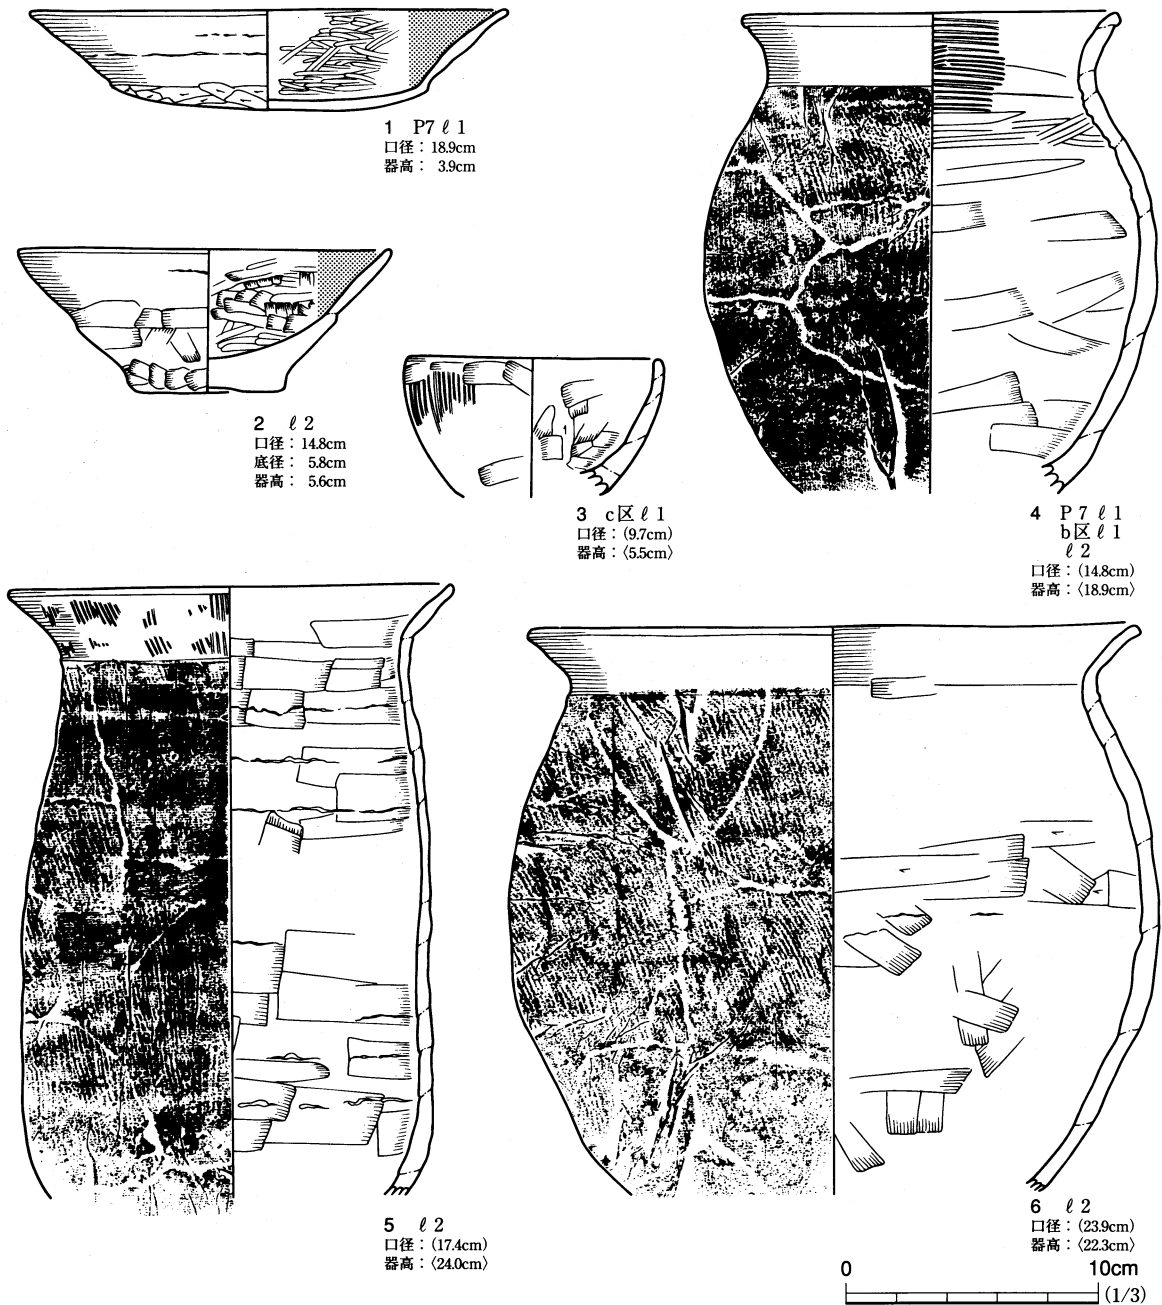 1 P7 ℓ 1
口径：18.9cm
器高： 3.9cm
2 ℓ 2
口径：14.8cm
底径： 5.8cm
器高： 5.6cm
3 c区 ℓ 1
口径：(9.7cm)
器高：〈5.5cm〉
4 P 7 ℓ 1
b区 ℓ 1
ℓ 2
口径：(14.8cm)
器高：〈18.9cm〉
5 ℓ 2
口径：(17.4cm)
器高：〈24.0cm〉
6 ℓ 2
口径：(23.9cm)
器高：〈22.3cm〉
0 10cm
(1/3)